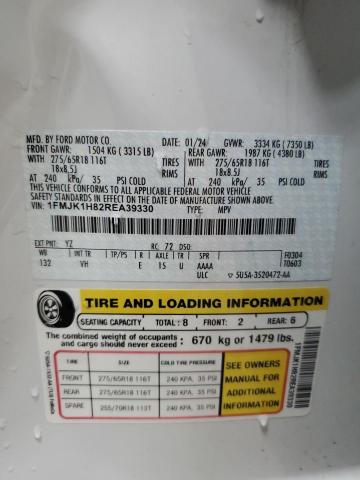 MFD. BY FORD MOTOR CO.
01/24 GVWR: 3334 KG (7350 LB)
FRONT GAWR: 1504 KG (3315 LB) REAR GAWR: 1987 KG (4380 LB)
WITH 275/65R18 116T TIRES WITH 275/65R18 116T TIRES
18x8.5J RIMS 18x8.5J RIMS
AT 240 kPa/ 35 PSI COLD AT 240 kPa/ 35 PSI COLD
THIS VEHICLE CONFORMS TO ALL APPLICABLE FEDERAL MOTOR VEHICLE
SAFETY STANDARDS IN EFFECT ON THE DATE OF MANUFACTURE SHOWN ABOVE.
VIN: 1FMJK1H82REA39330 TYPE: MPV
EXT PNT: YZ RC: 72 DSO:
WB INT TR TP/PS R AXLE TR SPR F0304
132 VH E 15 U AAAA T0603
ULC 5USA-3520472-AA
TIRE AND LOADING INFORMATION
SEATING CAPACITY TOTAL: 8 FRONT: 2 REAR: 6
The combined weight of occupants
and cargo should never exceed: 670 kg or 1479 lbs.
TIRE SIZE COLD TIRE PRESSURE
FRONT 275/65R18 116T 240 KPA, 35 PSI
REAR 275/65R18 116T 240 KPA, 35 PSI
SPARE 255/70R18 113T 240 KPA, 35 PSI
SEE OWNERS
MANUAL FOR
ADDITIONAL
INFORMATION
1FMJK1H82REA39330